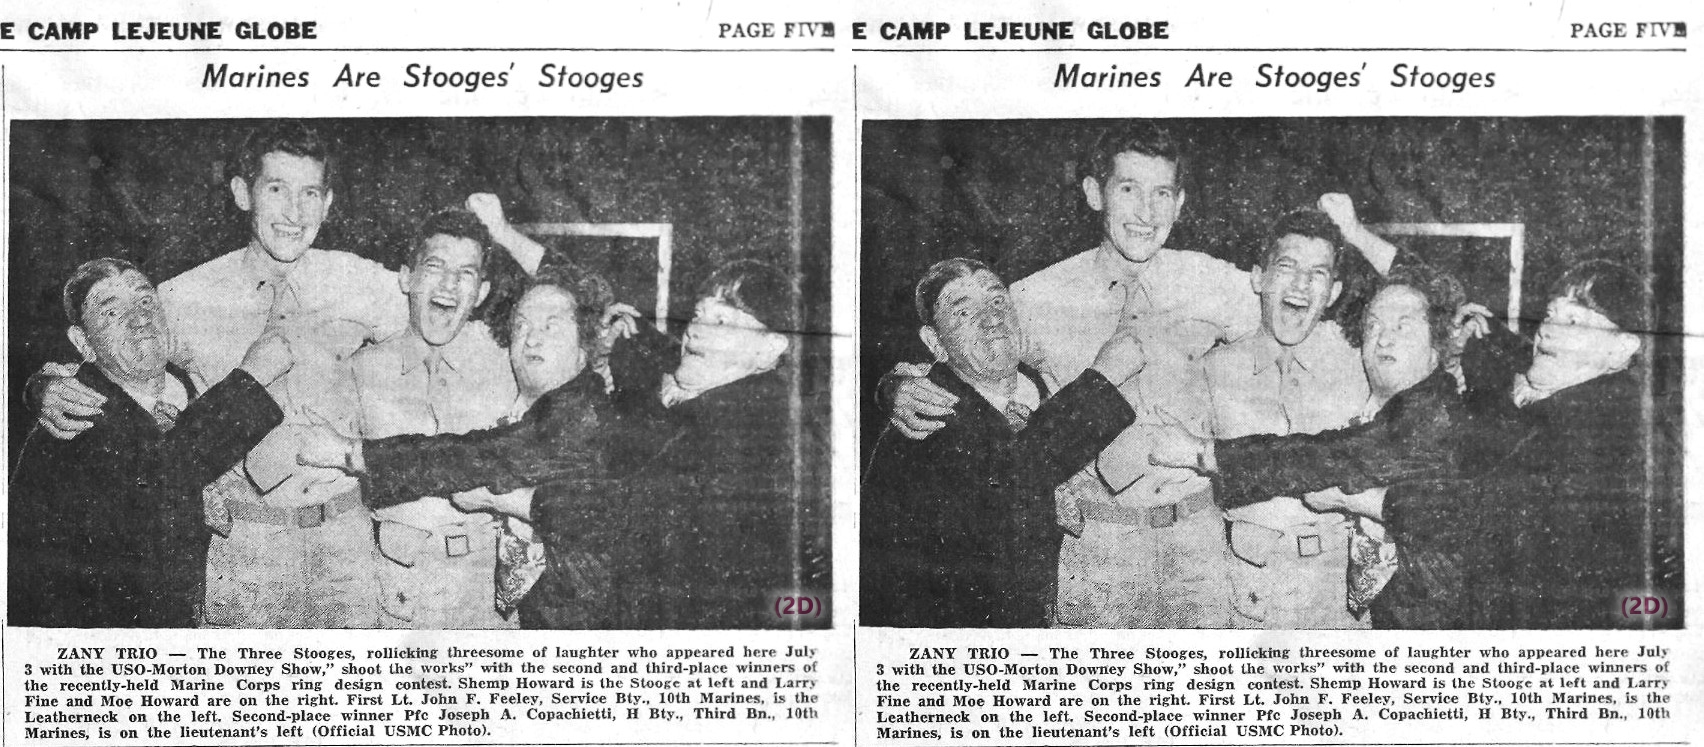 E CAMP LEJEUNE GLOBE PAGE FIVE
Marines Are Stooges' Stooges
(2D)
ZANY TRIO — The Three Stooges, rollicking threesome of laughter who appeared here July
3 with the USO-Morton Downey Show," shoot the works" with the second and third-place winners of
the recently-held Marine Corps ring design contest. Shemp Howard is the Stooge at left and Larry
Fine and Moe Howard are on the right. First Lt. John F. Feeley, Service Bty., 10th Marines, is the
Leatherneck on the left. Second-place winner Pfc Joseph A. Copachietti, H Bty., Third Bn., 10th
Marines, is on the lieutenant's left (Official USMC Photo).
E CAMP LEJEUNE GLOBE PAGE FIVE
Marines Are Stooges' Stooges
(2D)
ZANY TRIO — The Three Stooges, rollicking threesome of laughter who appeared here July
3 with the USO-Morton Downey Show," shoot the works" with the second and third-place winners of
the recently-held Marine Corps ring design contest. Shemp Howard is the Stooge at left and Larry
Fine and Moe Howard are on the right. First Lt. John F. Feeley, Service Bty., 10th Marines, is the
Leatherneck on the left. Second-place winner Pfc Joseph A. Copachietti, H Bty., Third Bn., 10th
Marines, is on the lieutenant's left (Official USMC Photo).